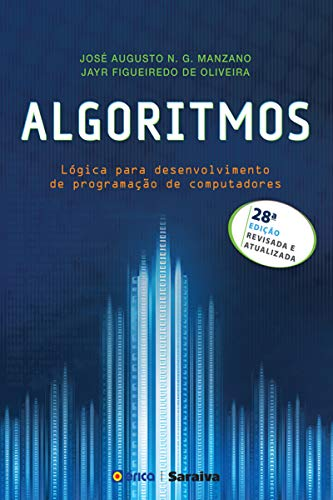 JOSÉ AUGUSTO N. G. MANZANO
JAYR FIGUEIREDO DE OLIVEIRA
ALGORITMOS
Lógica para desenvolvimento
de programação de computadores
28ª
EDIÇÃO
REVISADA E
ATUALIZADA
érica | Saraiva